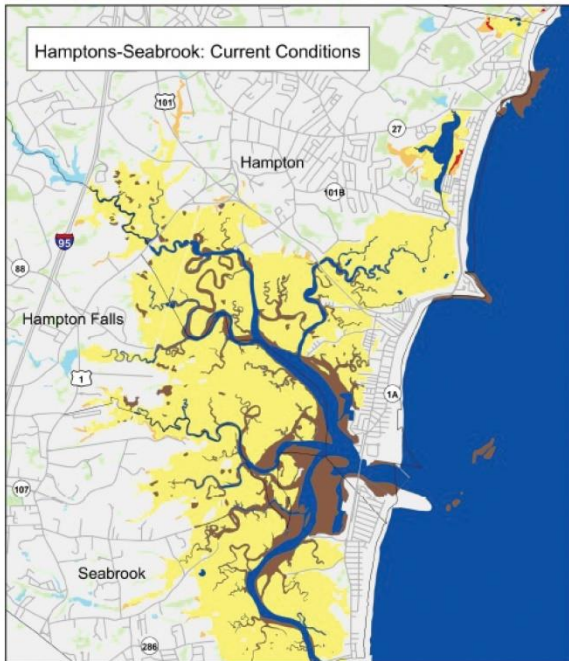 Hamptons-Seabrook: Current Conditions
101
27
Hampton
101B
95
88
Hampton Falls
1
1A
107
Seabrook
286